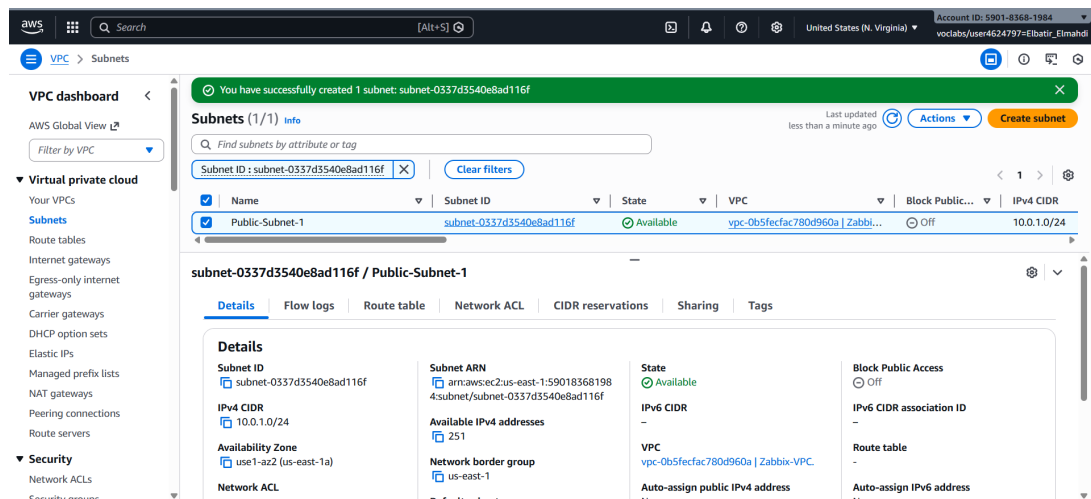 aws
Search
[Alt+S]
United States (N. Virginia)
Account ID: 5901-8368-1984
voclabs/user4624797=Elbatir_Elmahdi
VPC > Subnets
VPC dashboard
AWS Global View
Filter by VPC
Virtual private cloud
Your VPCs
Subnets
Route tables
Internet gateways
Egress-only internet
gateways
Carrier gateways
DHCP option sets
Elastic IPs
Managed prefix lists
NAT gateways
Peering connections
Route servers
Security
Network ACLs
Security groups
You have successfully created 1 subnet: subnet-0337d3540e8ad116f
Subnets (1/1) Info
Last updated
less than a minute ago
Actions
Create subnet
Find subnets by attribute or tag
Subnet ID : subnet-0337d3540e8ad116f
Clear filters
1
Name Subnet ID State VPC Block Public... IPv4 CIDR
Public-Subnet-1 subnet-0337d3540e8ad116f Available vpc-0b5fecfac780d960a | Zabbi... Off 10.0.1.0/24
subnet-0337d3540e8ad116f / Public-Subnet-1
Details Flow logs Route table Network ACL CIDR reservations Sharing Tags
Details
Subnet ID
subnet-0337d3540e8ad116f
Subnet ARN
arn:aws:ec2:us-east-1:59018368198
4:subnet/subnet-0337d3540e8ad116f
State
Available
Block Public Access
Off
IPv4 CIDR
10.0.1.0/24
Available IPv4 addresses
251
IPv6 CIDR
–
IPv6 CIDR association ID
–
Availability Zone
use1-az2 (us-east-1a)
Network border group
us-east-1
VPC
vpc-0b5fecfac780d960a | Zabbix-VPC.
Route table
-
Network ACL
Auto-assign public IPv4 address
Auto-assign IPv6 address